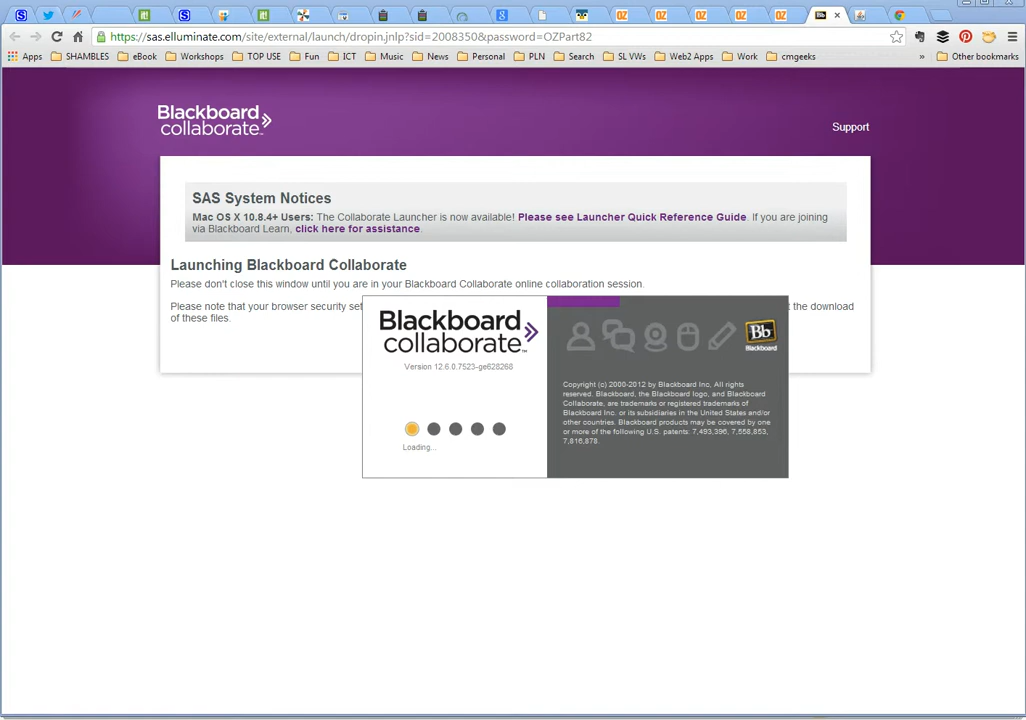 https://sas.elluminate.com/site/external/launch/dropin.jnlp?sid=2008350&password=OZPart82
Apps SHAMBLES eBook Workshops TOP USE Fun ICT Music News Personal PLN Search SL VWs Web2 Apps Work cmgeeks » Other bookmarks
Blackboard
collaborate™
Support
SAS System Notices
Mac OS X 10.8.4+ Users: The Collaborate Launcher is now available! Please see Launcher Quick Reference Guide. If you are joining
via Blackboard Learn, click here for assistance.
Launching Blackboard Collaborate
Please don't close this window until you are in your Blackboard Collaborate online collaboration session.
Please note that your browser security set
t the download
of these files.
Blackboard
collaborate™
Version 12.6.0.7523-ge628268
Loading...
Bb
Blackboard
Copyright (c) 2000-2012 by Blackboard Inc, All rights
reserved. Blackboard, the Blackboard logo, and Blackboard
Collaborate, are trademarks or registered trademarks of
Blackboard Inc. or its subsidiaries in the United States and/or
other countries. Blackboard products may be covered by one
or more of the following U.S. patents: 7,493,396, 7,558,853,
7,816,878.